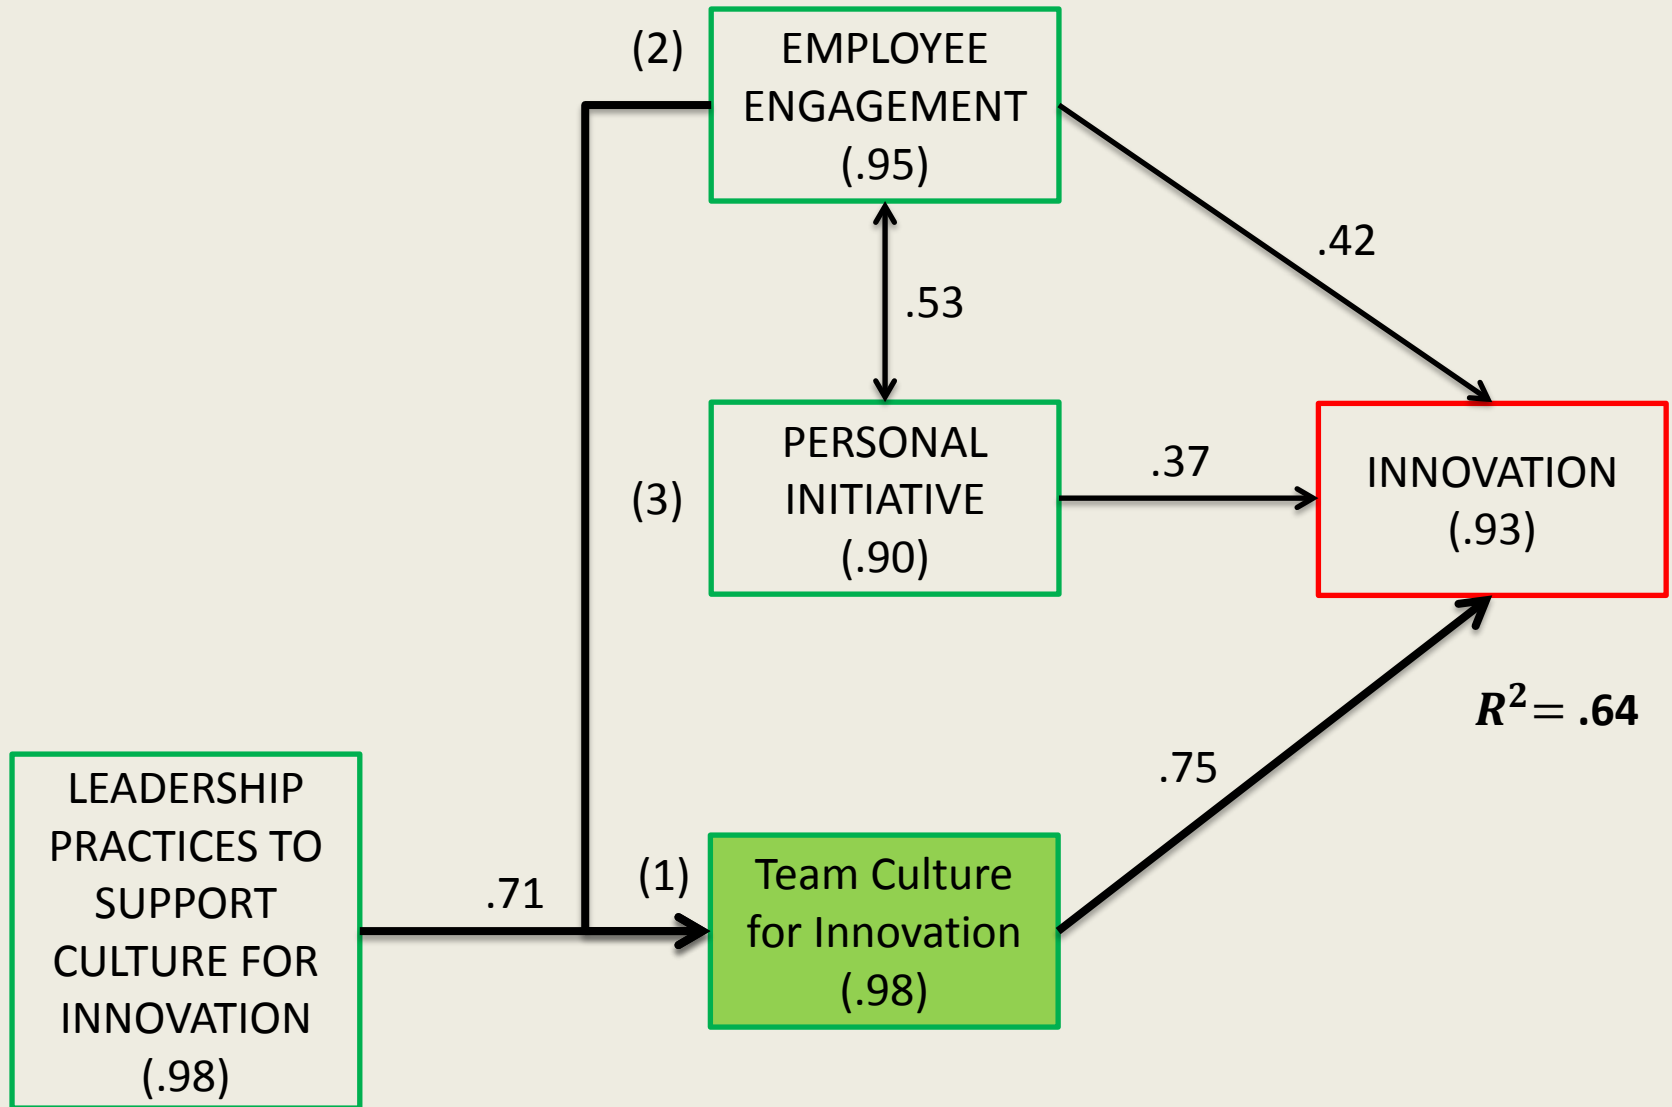 (2)
EMPLOYEE
ENGAGEMENT
(.95)
.42
.53
(3)
PERSONAL
INITIATIVE
(.90)
.37
INNOVATION
(.93)
R² = .64
.75
LEADERSHIP
PRACTICES TO
SUPPORT
CULTURE FOR
INNOVATION
(.98)
.71
(1)
Team Culture
for Innovation
(.98)